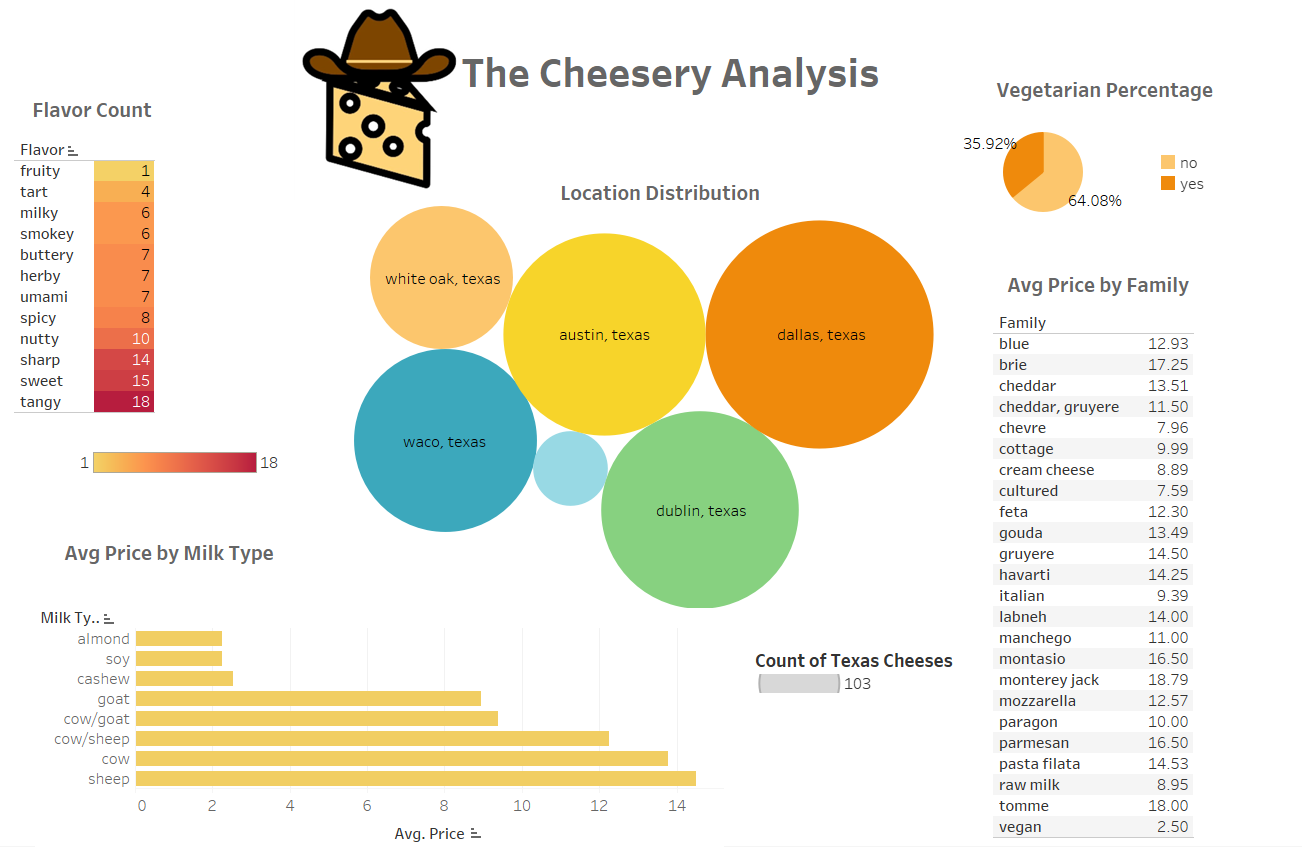 The Cheesery Analysis
Flavor Count
Flavor
fruity 1
tart 4
milky 6
smokey 6
buttery 7
herby 7
umami 7
spicy 8
nutty 10
sharp 14
sweet 15
tangy 18
1 18
Location Distribution
white oak, texas
austin, texas
dallas, texas
waco, texas
dublin, texas
Vegetarian Percentage
35.92%
64.08%
no
yes
Avg Price by Family
Family
blue 12.93
brie 17.25
cheddar 13.51
cheddar, gruyere 11.50
chevre 7.96
cottage 9.99
cream cheese 8.89
cultured 7.59
feta 12.30
gouda 13.49
gruyere 14.50
havarti 14.25
italian 9.39
labneh 14.00
manchego 11.00
montasio 16.50
monterey jack 18.79
mozzarella 12.57
paragon 10.00
parmesan 16.50
pasta filata 14.53
raw milk 8.95
tomme 18.00
vegan 2.50
Avg Price by Milk Type
Milk Ty..
almond
soy
cashew
goat
cow/goat
cow/sheep
cow
sheep
0 2 4 6 8 10 12 14
Avg. Price
Count of Texas Cheeses
103